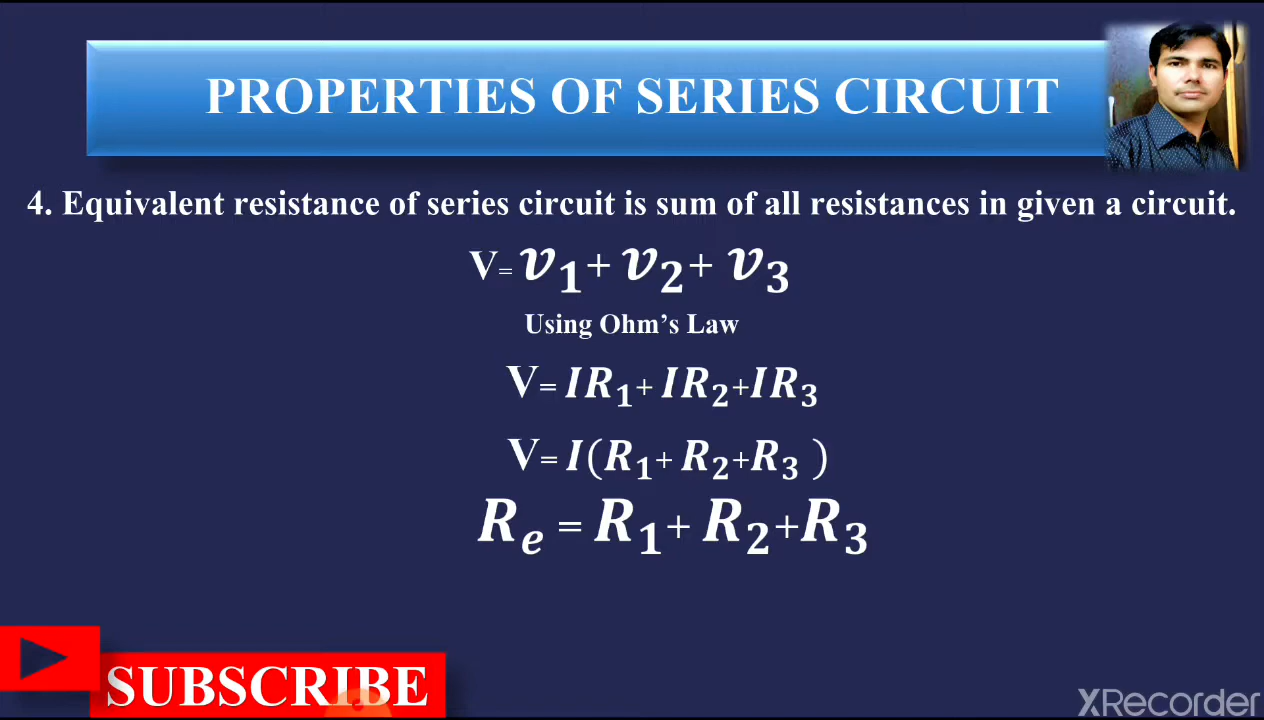 PROPERTIES OF SERIES CIRCUIT
4. Equivalent resistance of series circuit is sum of all resistances in given a circuit.
V= 𝒗₁+ 𝒗₂+ 𝒗₃
Using Ohm's Law
V= IR₁+ IR₂+IR₃
V= I(R₁+ R₂+R₃ )
Rₑ = R₁+ R₂+R₃
SUBSCRIBE
XRecorder